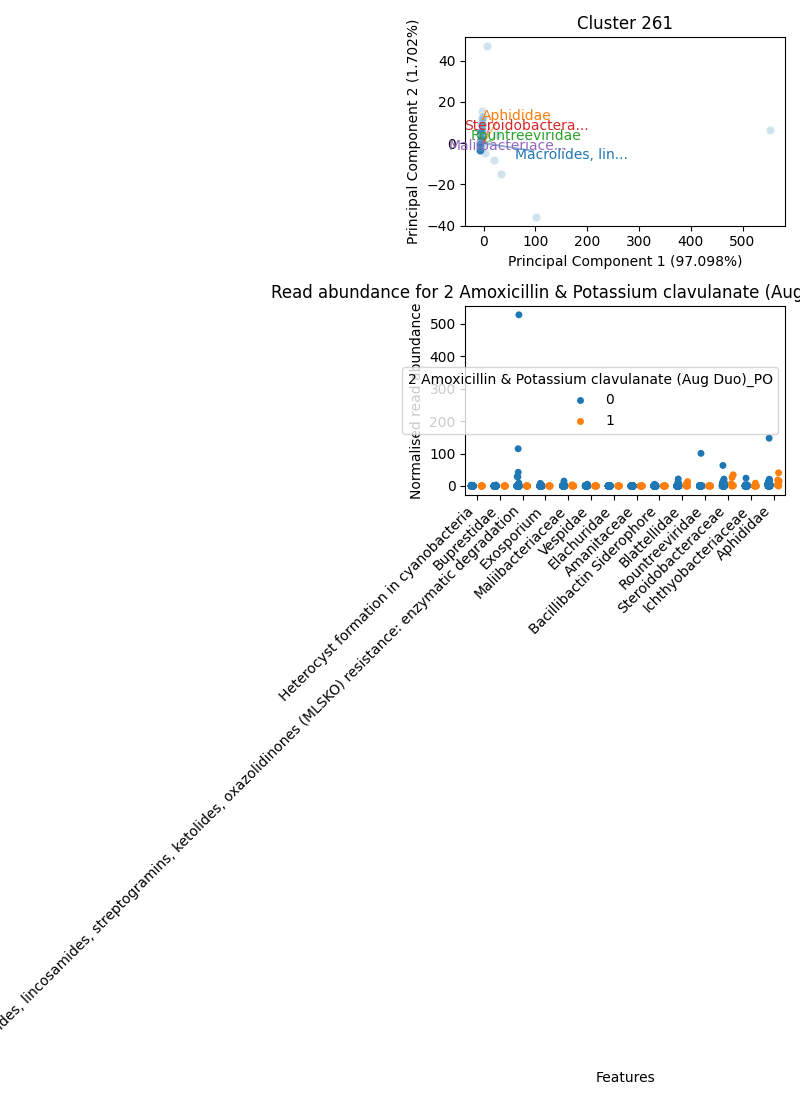 Cluster 261
Principal Component 2 (1.702%)
40
20
0
−20
−40
Aphididae
Steroidobactera...
Rountreeviridae
Maliibacteriace...
Macrolides, lin...
0
100
200
300
400
500
Principal Component 1 (97.098%)
Read abundance for 2 Amoxicillin & Potassium clavulanate (Aug
Normalised read abundance
500
400
300
200
100
0
2 Amoxicillin & Potassium clavulanate (Aug Duo)_PO
0
1
Heterocyst formation in cyanobacteria
Buprestidae
des, lincosamides, streptogramins, ketolides, oxazolidinones (MLSKO) resistance: enzymatic degradation
Exosporium
Maliibacteriaceae
Vespidae
Elachuridae
Amanitaceae
Bacillibactin Siderophore
Blattellidae
Rountreeviridae
Steroidobacteraceae
Ichthyobacteriaceae
Aphididae
Features